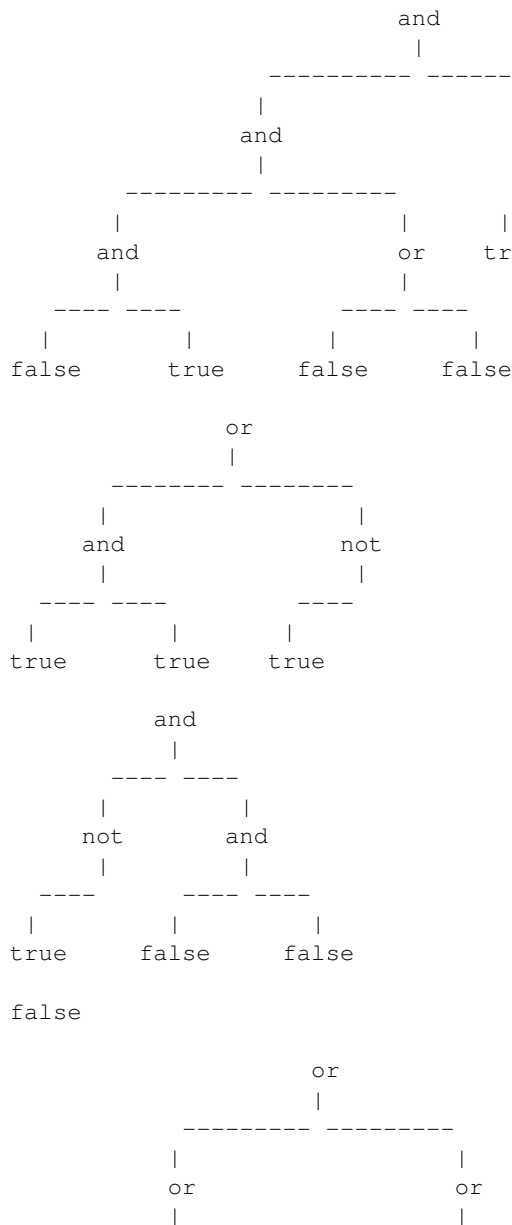 and
|
---------- ------
|
and
|
--------- ---------
| | |
and or tr
| |
---- ---- ---- ----
| | | |
false true false false
or
|
-------- --------
| |
and not
| |
---- ---- ----
| | |
true true true
and
|
---- ----
| |
not and
| |
---- ---- ----
| | |
true false false
false
or
|
--------- ---------
| |
or or
| |